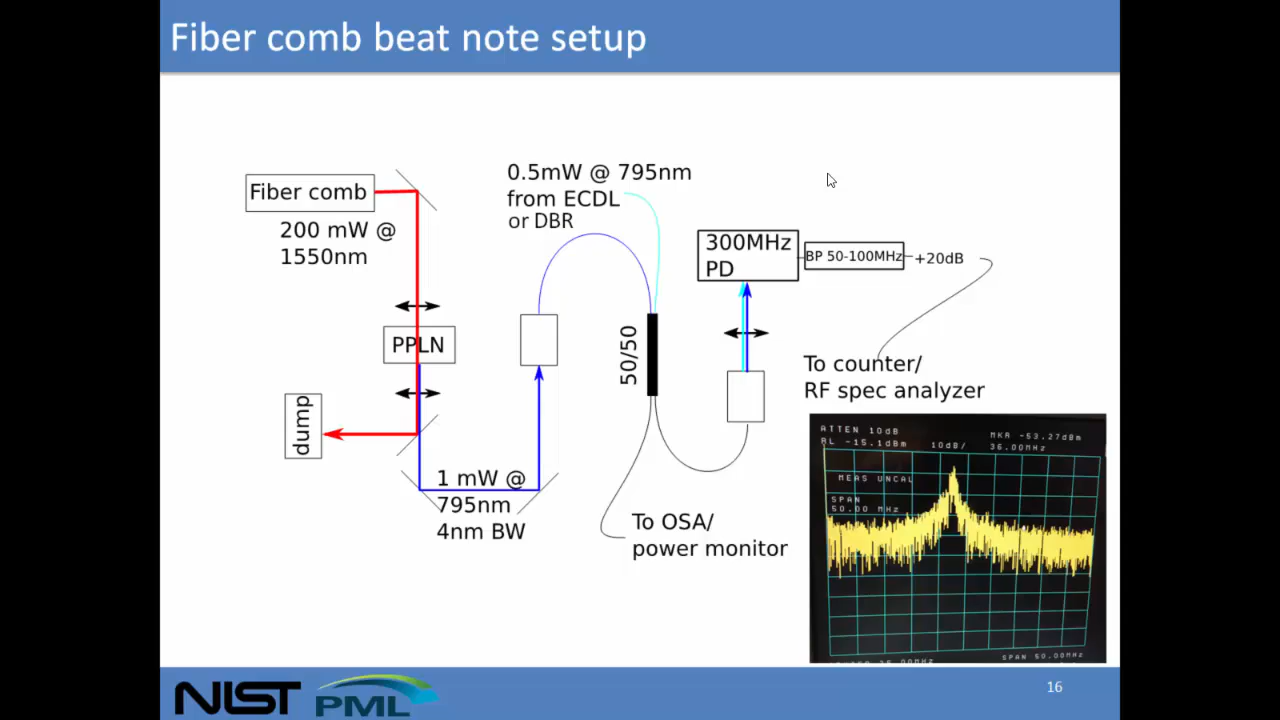 Fiber comb beat note setup
Fiber comb
200 mW @
1550nm
PPLN
dump
1 mW @
795nm
4nm BW
0.5mW @ 795nm
from ECDL
or DBR
50/50
To OSA/
power monitor
300MHz
PD
BP 50-100MHz
+20dB
To counter/
RF spec analyzer
ATTEN 10dB
RL -15.1dBm
10dB/
MKR -53.27dBm
36.00MHz
MEAS UNCAL
SPAN
50.00 MHz
SPAN 50.00MHz
NIST PML
16